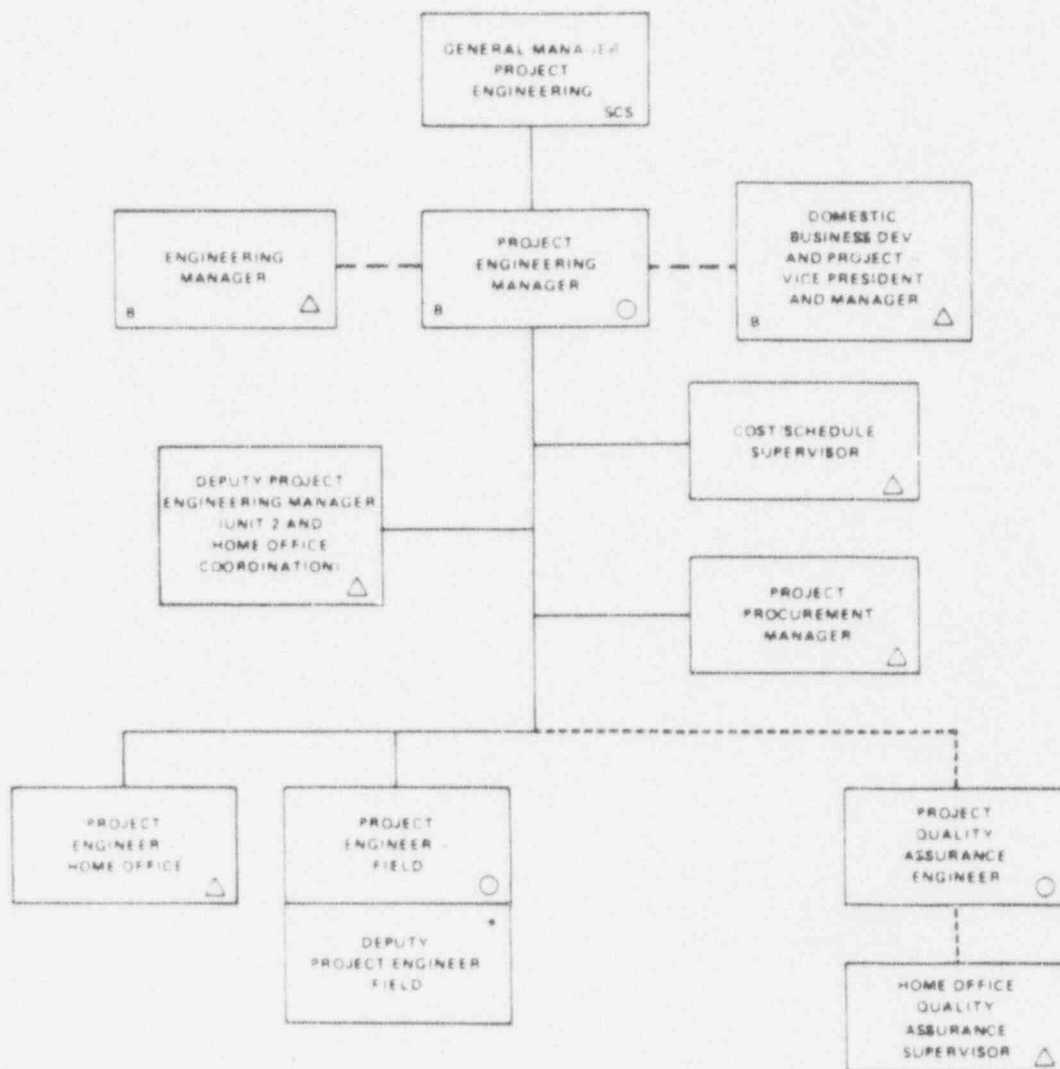 GENERAL MANAGER
PROJECT
ENGINEERING
SCS
ENGINEERING
MANAGER
B
PROJECT
ENGINEERING
MANAGER
B
DOMESTIC
BUSINESS DEV
AND PROJECT -
VICE PRESIDENT
AND MANAGER
B
COST/SCHEDULE
SUPERVISOR
DEPUTY PROJECT
ENGINEERING MANAGER
(UNIT 2 AND
HOME OFFICE
COORDINATION)
PROJECT
PROCUREMENT
MANAGER
PROJECT
ENGINEER -
HOME OFFICE
PROJECT
ENGINEER -
FIELD
*
DEPUTY
PROJECT ENGINEER
FIELD
PROJECT
QUALITY
ASSURANCE
ENGINEER
HOME OFFICE
QUALITY
ASSURANCE
SUPERVISOR